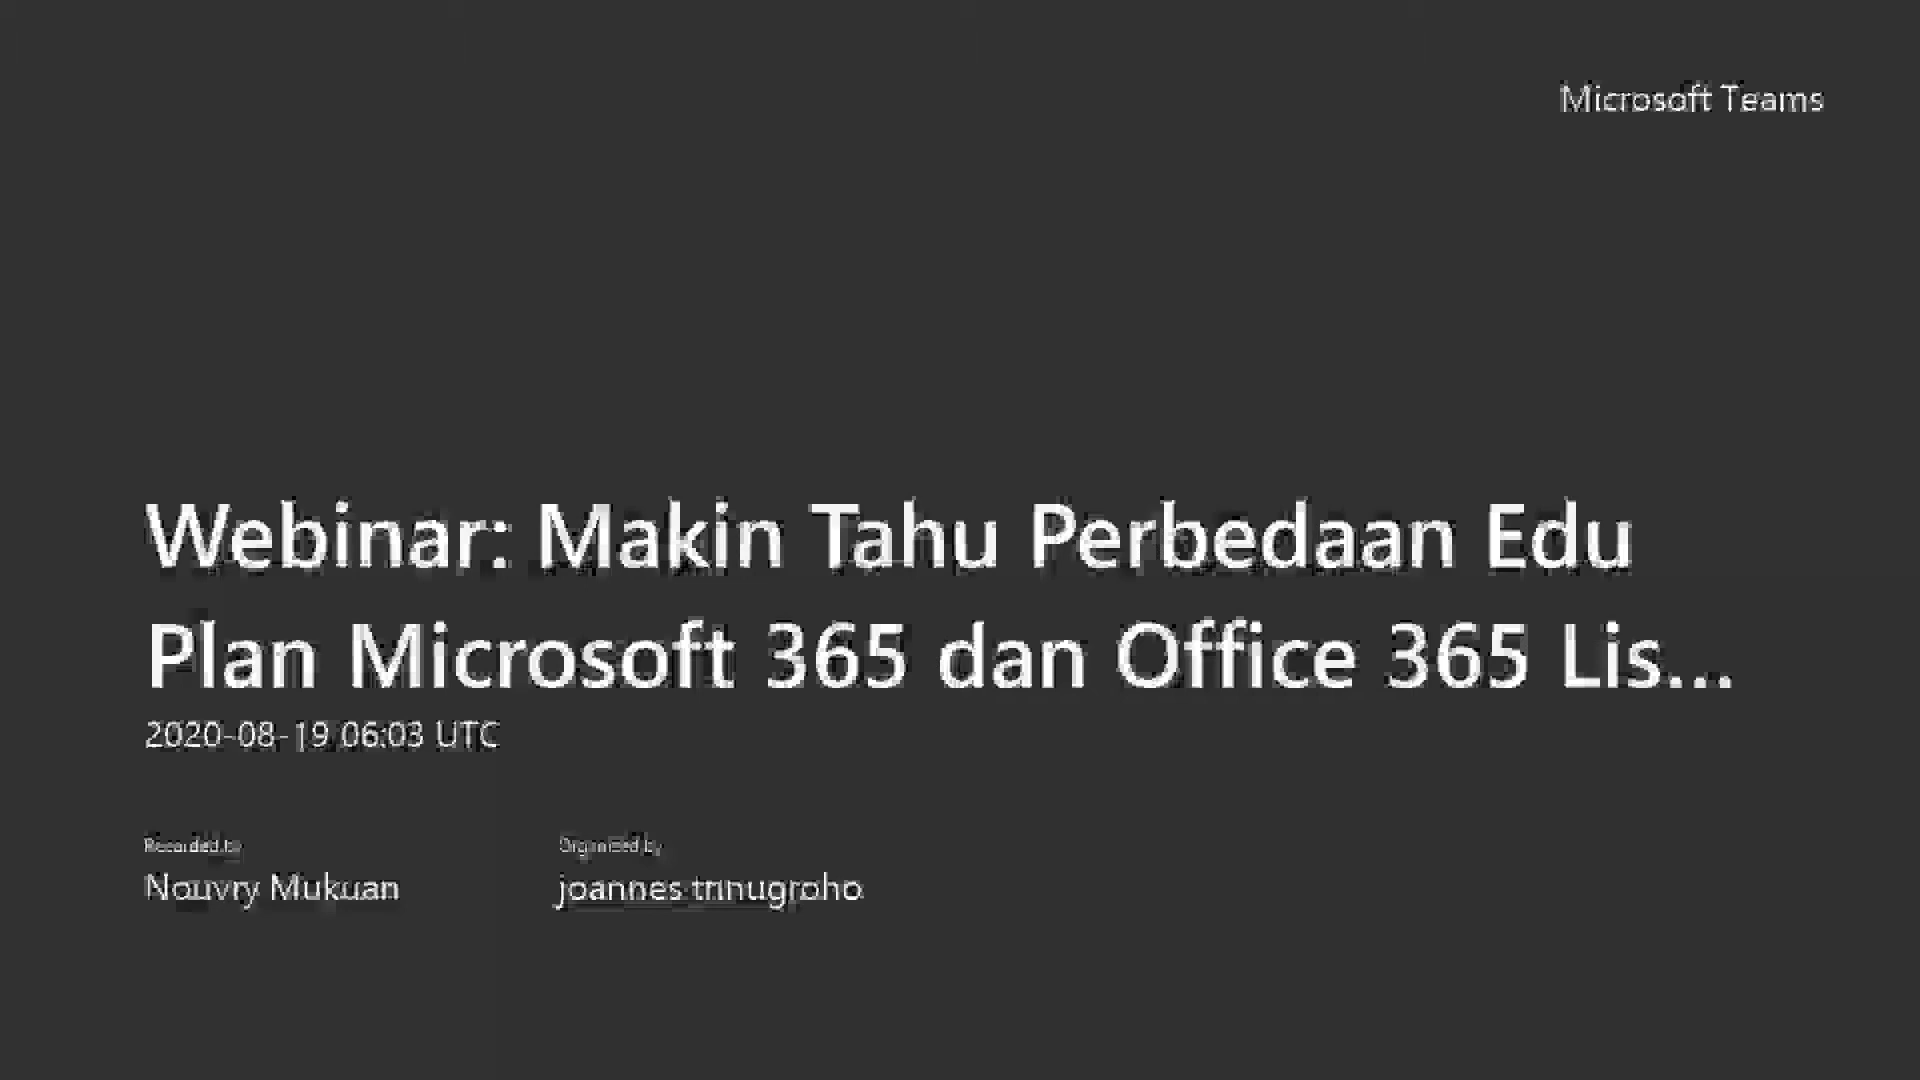 Microsoft Teams
Webinar: Makin Tahu Perbedaan Edu
Plan Microsoft 365 dan Office 365 Lis...
2020-08-19 06:03 UTC
Recorded by
Organized by
Nouvry Mukuan
joannes trinugroho